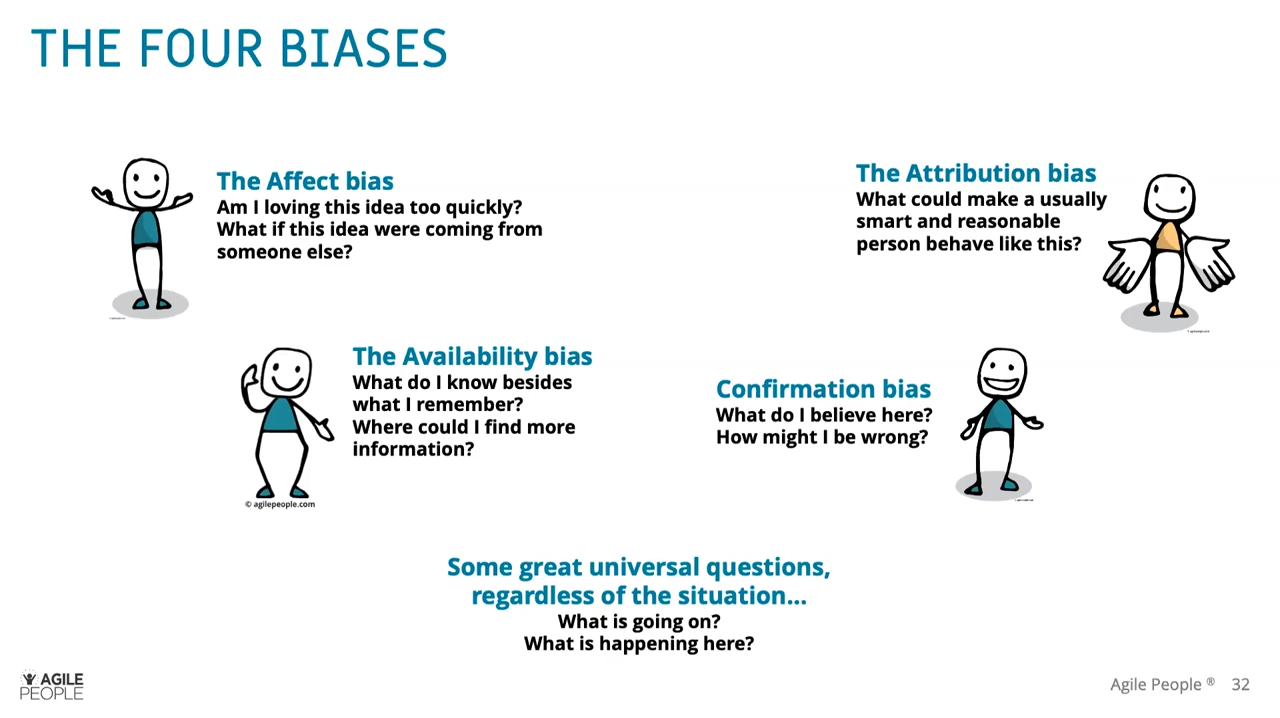 THE FOUR BIASES
The Affect bias
Am I loving this idea too quickly?
What if this idea were coming from
someone else?
The Attribution bias
What could make a usually
smart and reasonable
person behave like this?
The Availability bias
What do I know besides
what I remember?
Where could I find more
information?
© agilepeople.com
Confirmation bias
What do I believe here?
How might I be wrong?
Some great universal questions,
regardless of the situation...
What is going on?
What is happening here?
AGILE
PEOPLE
Agile People ® 32